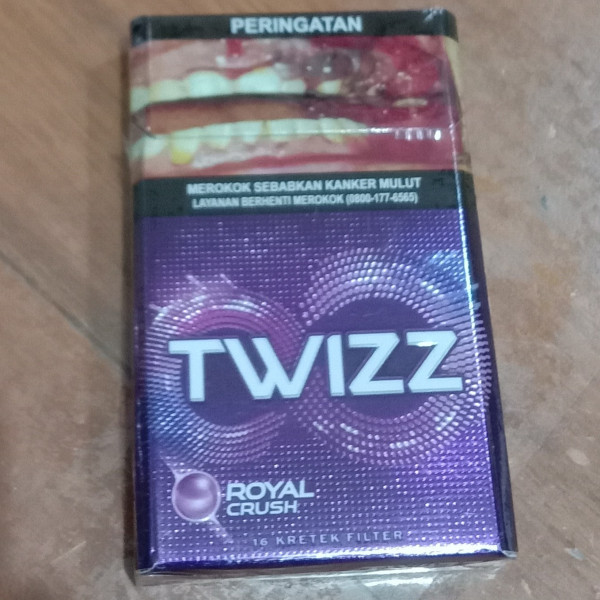 PERINGATAN
MEROKOK SEBABKAN KANKER MULUT
LAYANAN BERHENTI MEROKOK (0800-177-6565)
TWIZZ
ROYAL
CRUSH
16 KRETEK FILTER